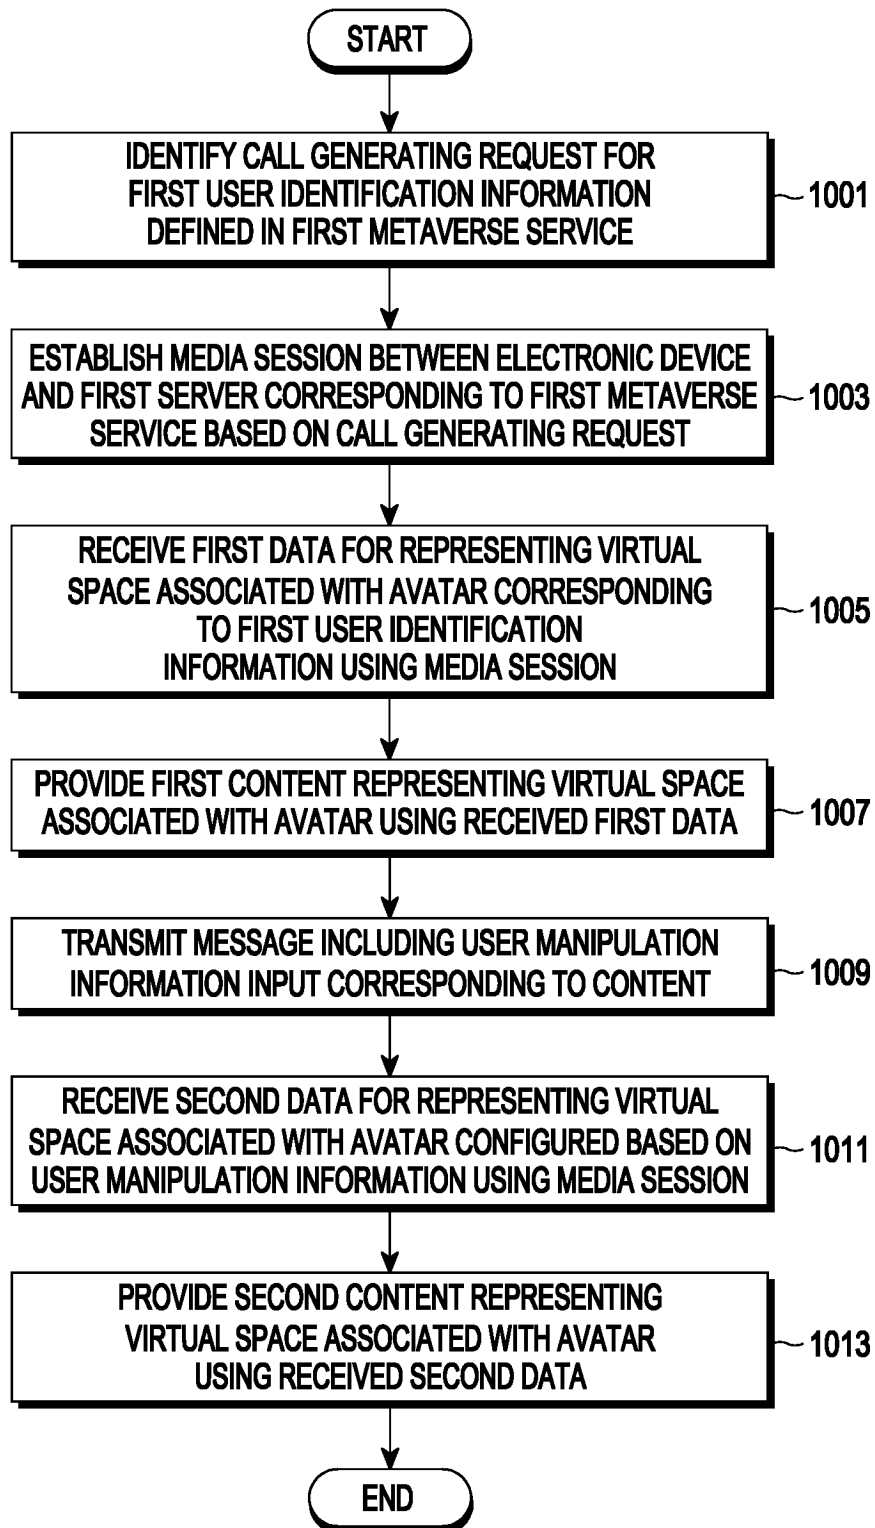 START
IDENTIFY CALL GENERATING REQUEST FOR
FIRST USER IDENTIFICATION INFORMATION
DEFINED IN FIRST METAVERSE SERVICE
1001
ESTABLISH MEDIA SESSION BETWEEN ELECTRONIC DEVICE
AND FIRST SERVER CORRESPONDING TO FIRST METAVERSE
SERVICE BASED ON CALL GENERATING REQUEST
1003
RECEIVE FIRST DATA FOR REPRESENTING VIRTUAL
SPACE ASSOCIATED WITH AVATAR CORRESPONDING
TO FIRST USER IDENTIFICATION
INFORMATION USING MEDIA SESSION
1005
PROVIDE FIRST CONTENT REPRESENTING VIRTUAL SPACE
ASSOCIATED WITH AVATAR USING RECEIVED FIRST DATA
1007
TRANSMIT MESSAGE INCLUDING USER MANIPULATION
INFORMATION INPUT CORRESPONDING TO CONTENT
1009
RECEIVE SECOND DATA FOR REPRESENTING VIRTUAL
SPACE ASSOCIATED WITH AVATAR CONFIGURED BASED ON
USER MANIPULATION INFORMATION USING MEDIA SESSION
1011
PROVIDE SECOND CONTENT REPRESENTING
VIRTUAL SPACE ASSOCIATED WITH AVATAR
USING RECEIVED SECOND DATA
1013
END